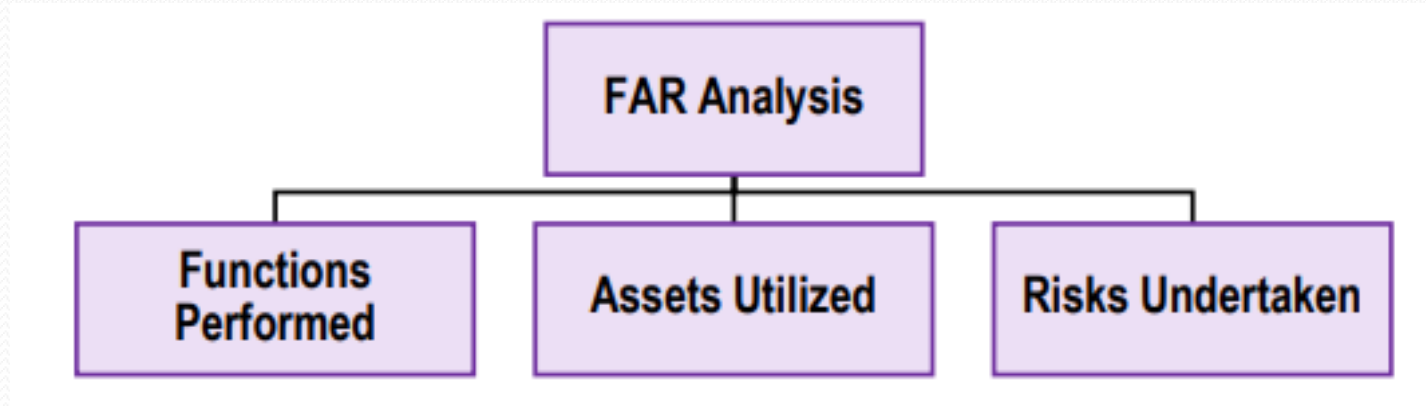 FAR Analysis
Functions
Performed
Assets Utilized
Risks Undertaken